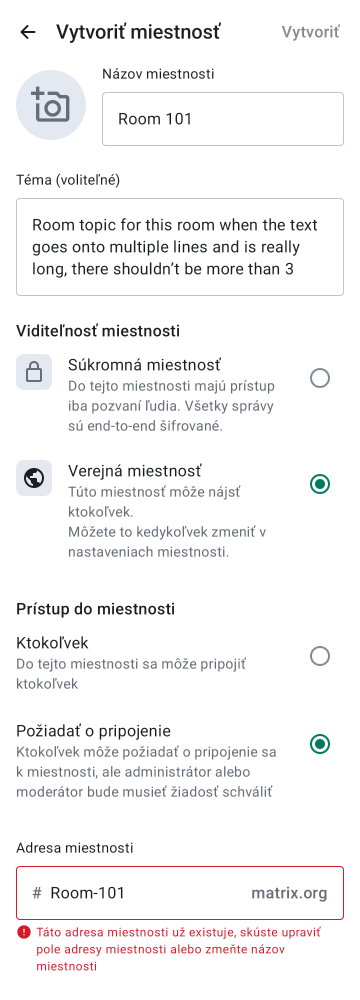 Vytvoriť miestnosť
Vytvoriť
Názov miestnosti
Room 101
Téma (voliteľné)
Room topic for this room when the text
goes onto multiple lines and is really
long, there shouldn’t be more than 3
Viditeľnosť miestnosti
Súkromná miestnosť
Do tejto miestnosti majú prístup
iba pozvaní ľudia. Všetky správy
sú end-to-end šifrované.
Verejná miestnosť
Túto miestnosť môže nájsť
ktokoľvek.
Môžete to kedykoľvek zmeniť v
nastaveniach miestnosti.
Prístup do miestnosti
Ktokoľvek
Do tejto miestnosti sa môže pripojiť
ktokoľvek
Požiadať o pripojenie
Ktokoľvek môže požiadať o pripojenie sa
k miestnosti, ale administrátor alebo
moderátor bude musieť žiadosť schváliť
Adresa miestnosti
# Room-101 matrix.org
Táto adresa miestnosti už existuje, skúste upraviť
pole adresy miestnosti alebo zmeňte názov
miestnosti